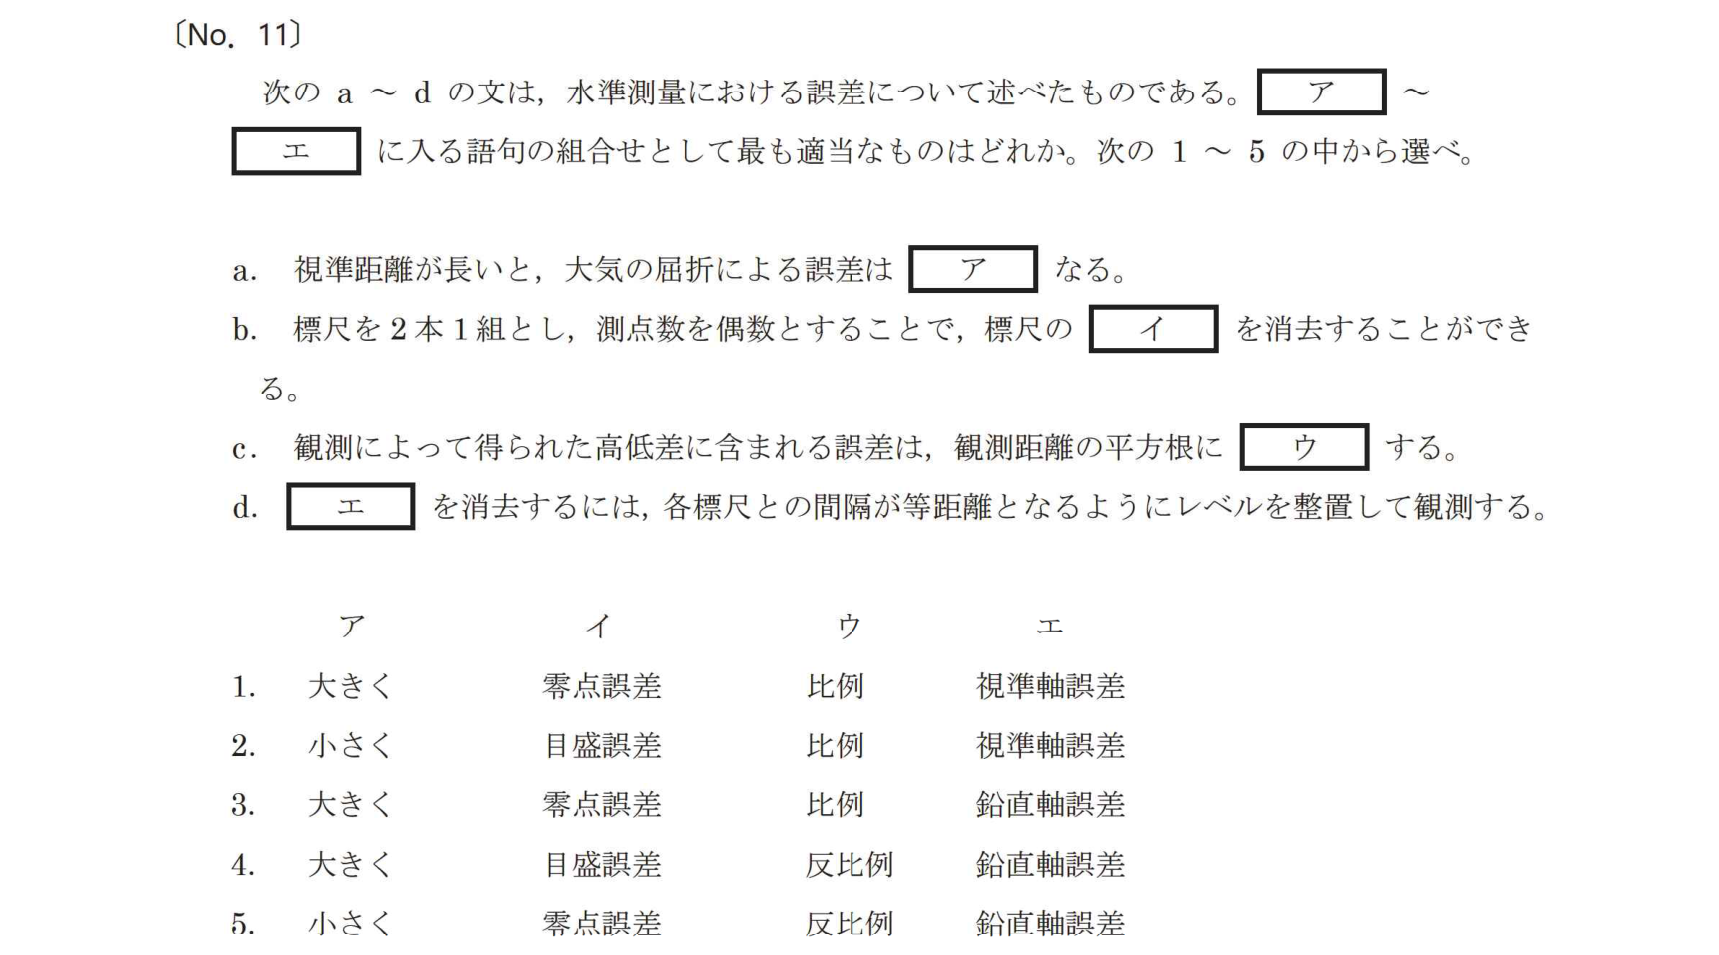 〔No. 11〕
次の a ～ d の文は，水準測量における誤差について述べたものである。 ア ～
エ に入る語句の組合せとして最も適当なものはどれか。次の 1 ～ 5 の中から選べ。
a. 視準距離が長いと，大気の屈折による誤差は ア なる。
b. 標尺を2本1組とし，測点数を偶数とすることで，標尺の イ を消去することができ
る。
c. 観測によって得られた高低差に含まれる誤差は，観測距離の平方根に ウ する。
d. エ を消去するには，各標尺との間隔が等距離となるようにレベルを整置して観測する。
ア イ ウ エ
1. 大きく 零点誤差 比例 視準軸誤差
2. 小さく 目盛誤差 比例 視準軸誤差
3. 大きく 零点誤差 比例 鉛直軸誤差
4. 大きく 目盛誤差 反比例 鉛直軸誤差
5. 小さく 零点誤差 反比例 鉛直軸誤差